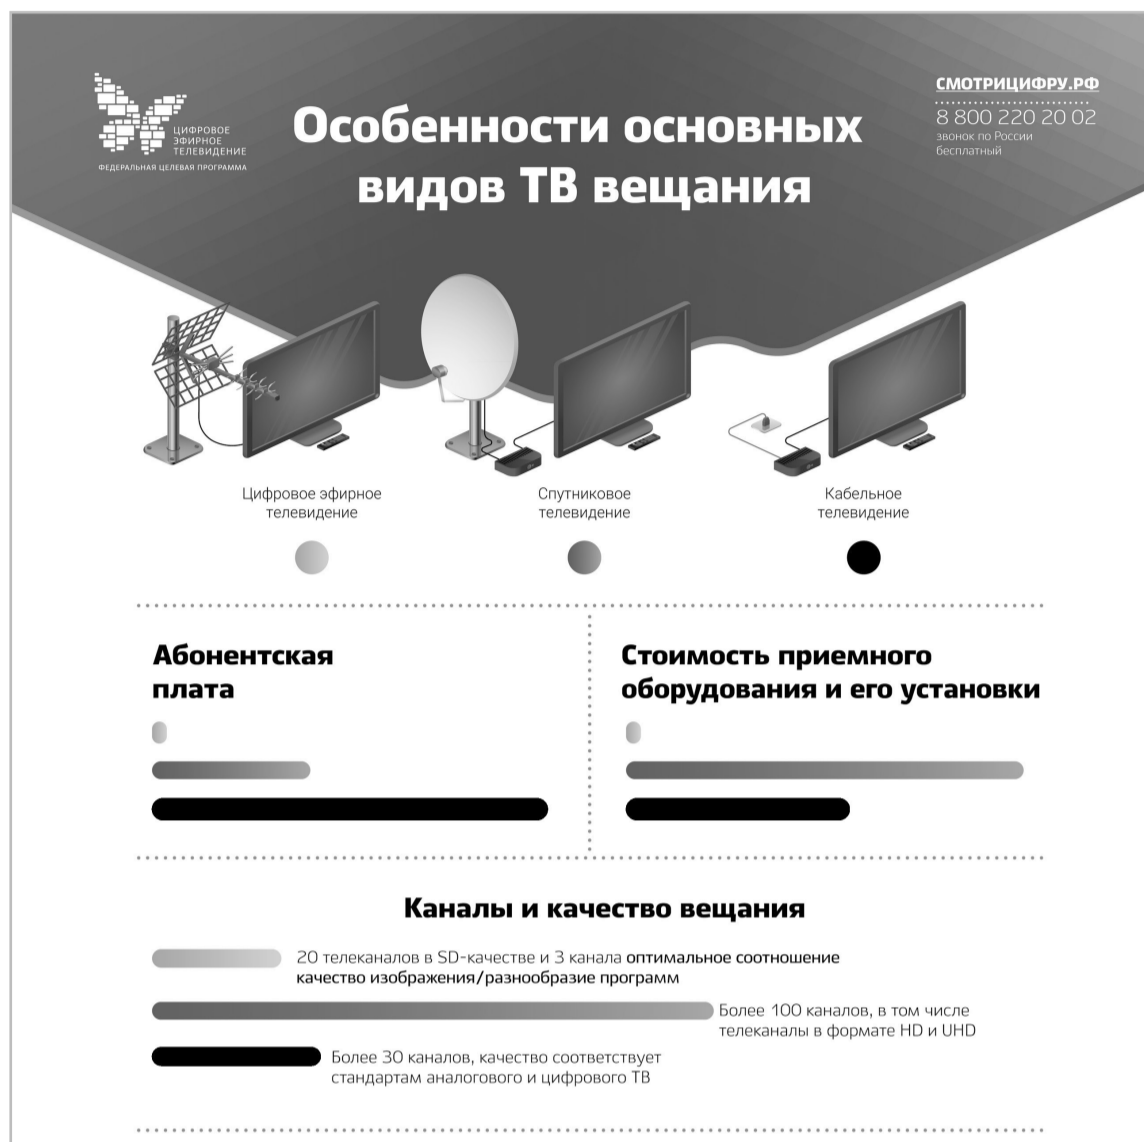 ЦИФРОВОЕ
ЭФИРНОЕ
ТЕЛЕВИДЕНИЕ
ФЕДЕРАЛЬНАЯ ЦЕЛЕВАЯ ПРОГРАММА
Особенности основных
видов ТВ вещания
СМОТРИЦИФРУ.РФ
8 800 220 20 02
звонок по России
бесплатный
Цифровое эфирное
телевидение
Спутниковое
телевидение
Кабельное
телевидение
Абонентская
плата
Стоимость приемного
оборудования и его установки
Каналы и качество вещания
20 телеканалов в SD-качестве и 3 канала оптимальное соотношение
качество изображения/разнообразие программ
Более 100 каналов, в том числе
телеканалы в формате HD и UHD
Более 30 каналов, качество соответствует
стандартам аналогового и цифрового ТВ